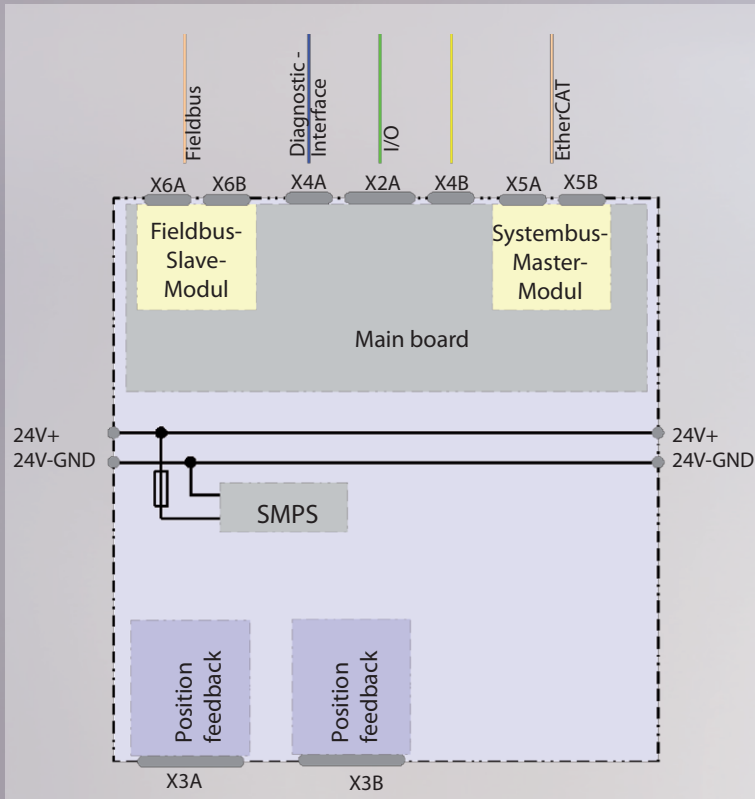 Fieldbus
Diagnostic -
Interface
I/O
EtherCAT
X6A
X6B
X4A
X2A
X4B
X5A
X5B
Fieldbus-
Slave-
Modul
Systembus-
Master-
Modul
Main board
24V+
24V+
24V-GND
24V-GND
SMPS
Position
feedback
Position
feedback
X3A
X3B